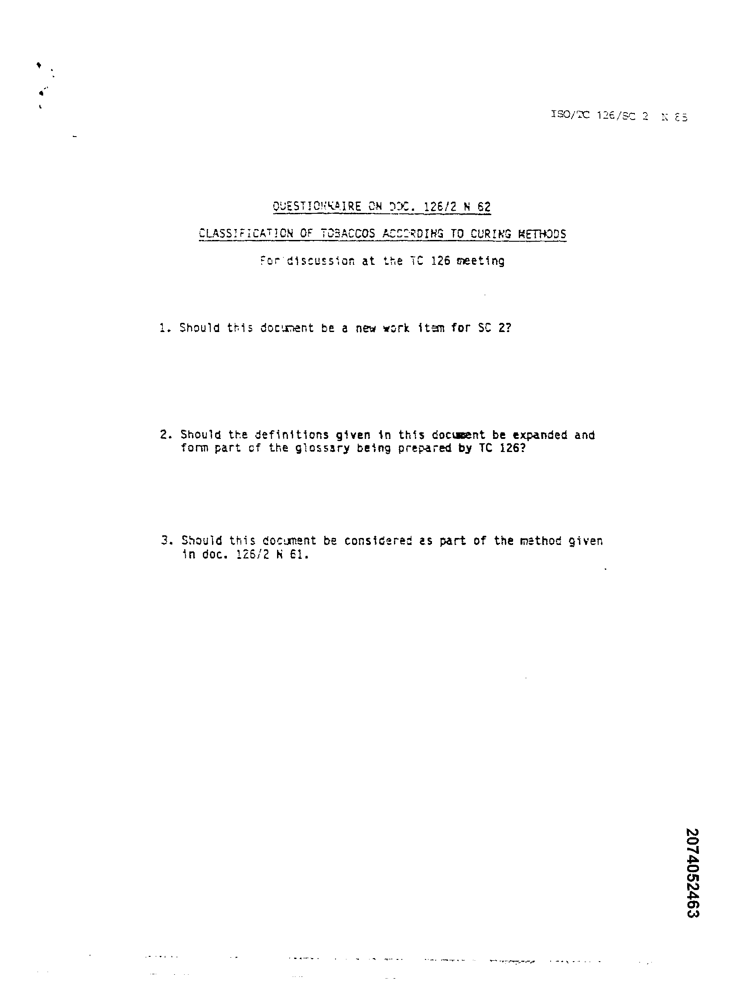 ISO/TC 126/SC 2 N 85
QUESTIONNAIRE ON DOC. 126/2 N 62
CLASSIFICATION OF TOBACCOS ACCORDING TO CURING METHODS
For discussion at the TC 126 meeting
1. Should this document be a new work item for SC 2?
2. Should the definitions given in this document be expanded and
form part of the glossary being prepared by TC 126?
3. Should this document be considered as part of the method given
in doc. 126/2 N 61.
2074052463